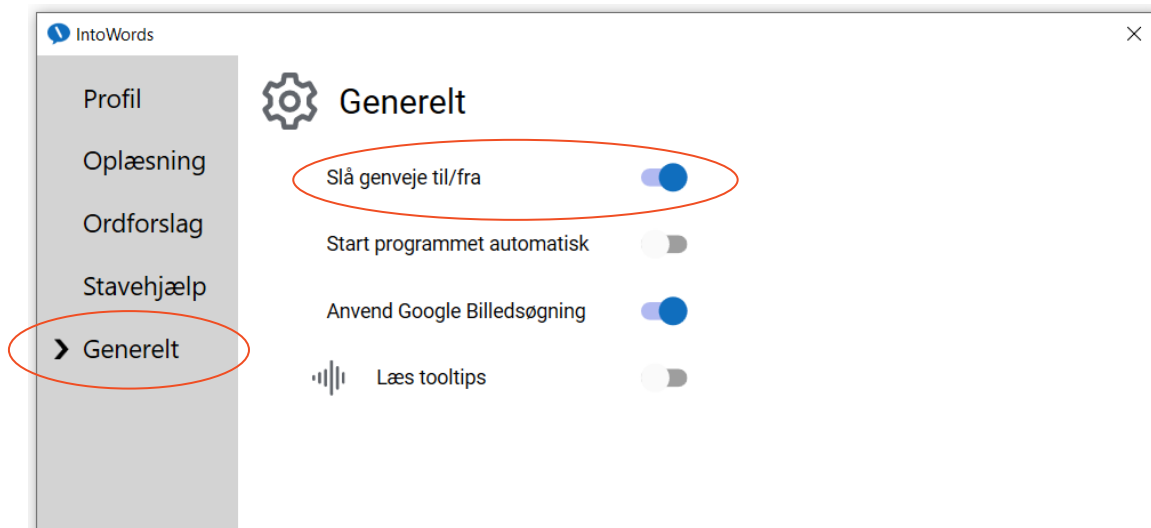 IntoWords
Profil
Oplæsning
Ordforslag
Stavehjælp
Generelt
Generelt
Slå genveje til/fra
Start programmet automatisk
Anvend Google Billedsøgning
Læs tooltips